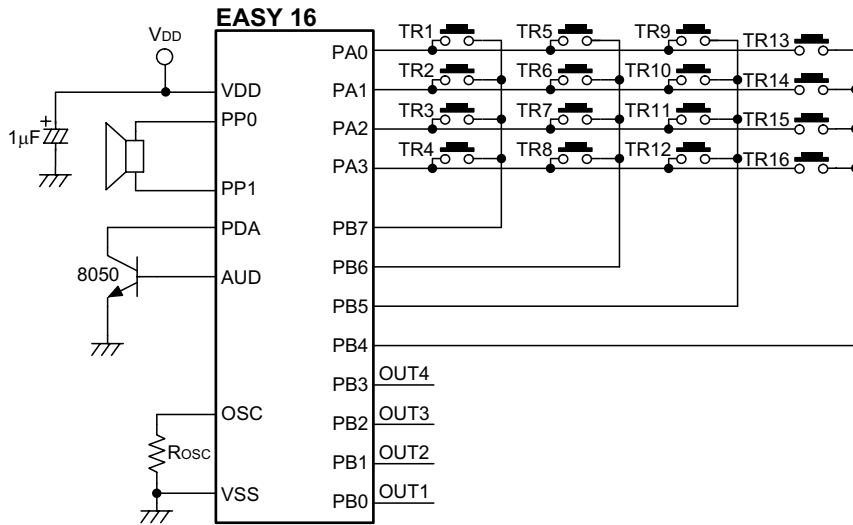 EASY 16
VDD
1μF
+
VDD
PP0
PP1
PDA
8050
AUD
OSC
ROSC
VSS
PA0
PA1
PA2
PA3
PB7
PB6
PB5
PB4
PB3
PB2
PB1
PB0
TR1 TR5 TR9 TR13
TR2 TR6 TR10 TR14
TR3 TR7 TR11 TR15
TR4 TR8 TR12 TR16
OUT4
OUT3
OUT2
OUT1